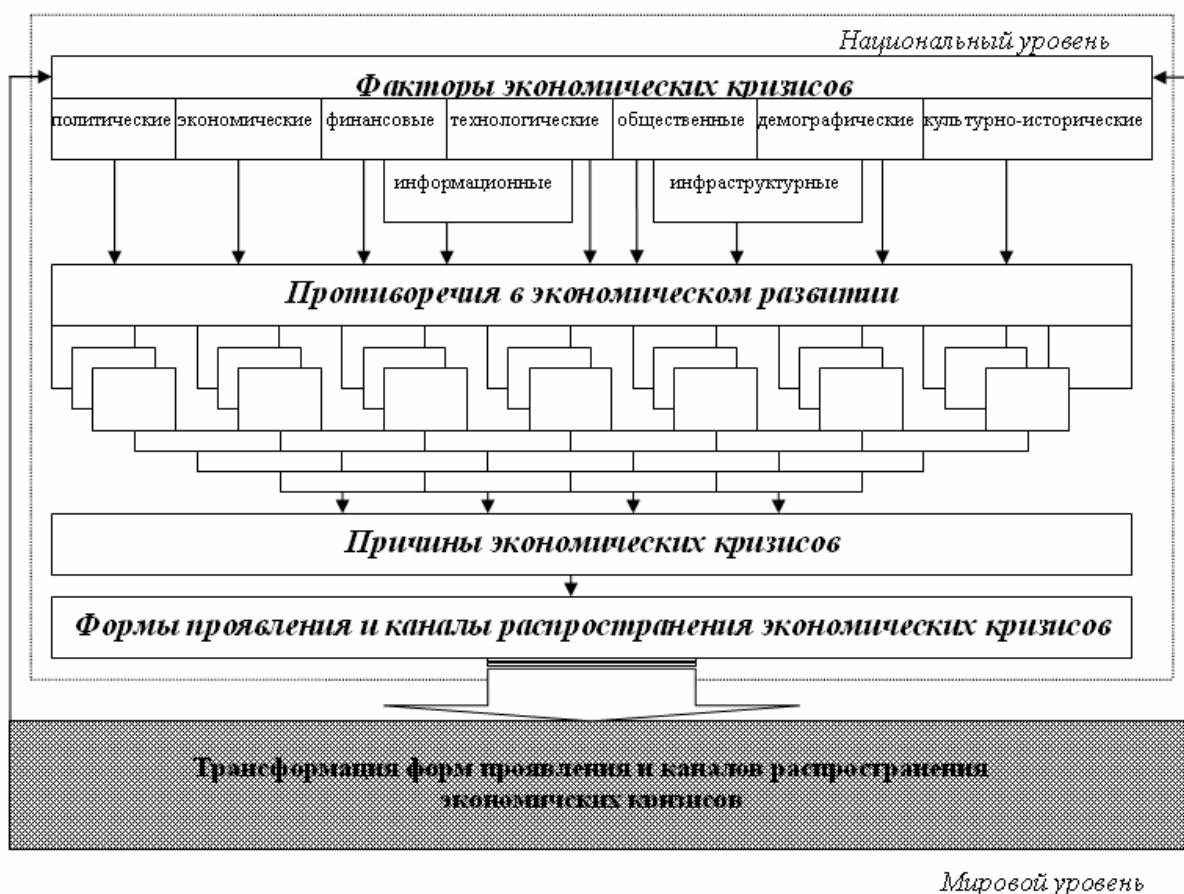 Национальный уровень
Факторы экономических кризисов
политические экономические финансовые технологические общественные демографические культурно-исторические
информационные инфраструктурные
Противоречия в экономическом развитии
Причины экономических кризисов
Формы проявления и каналы распространения экономических кризисов
Трансформация форм проявления и каналов распространения
экономичских кризисов
Мировой уровень